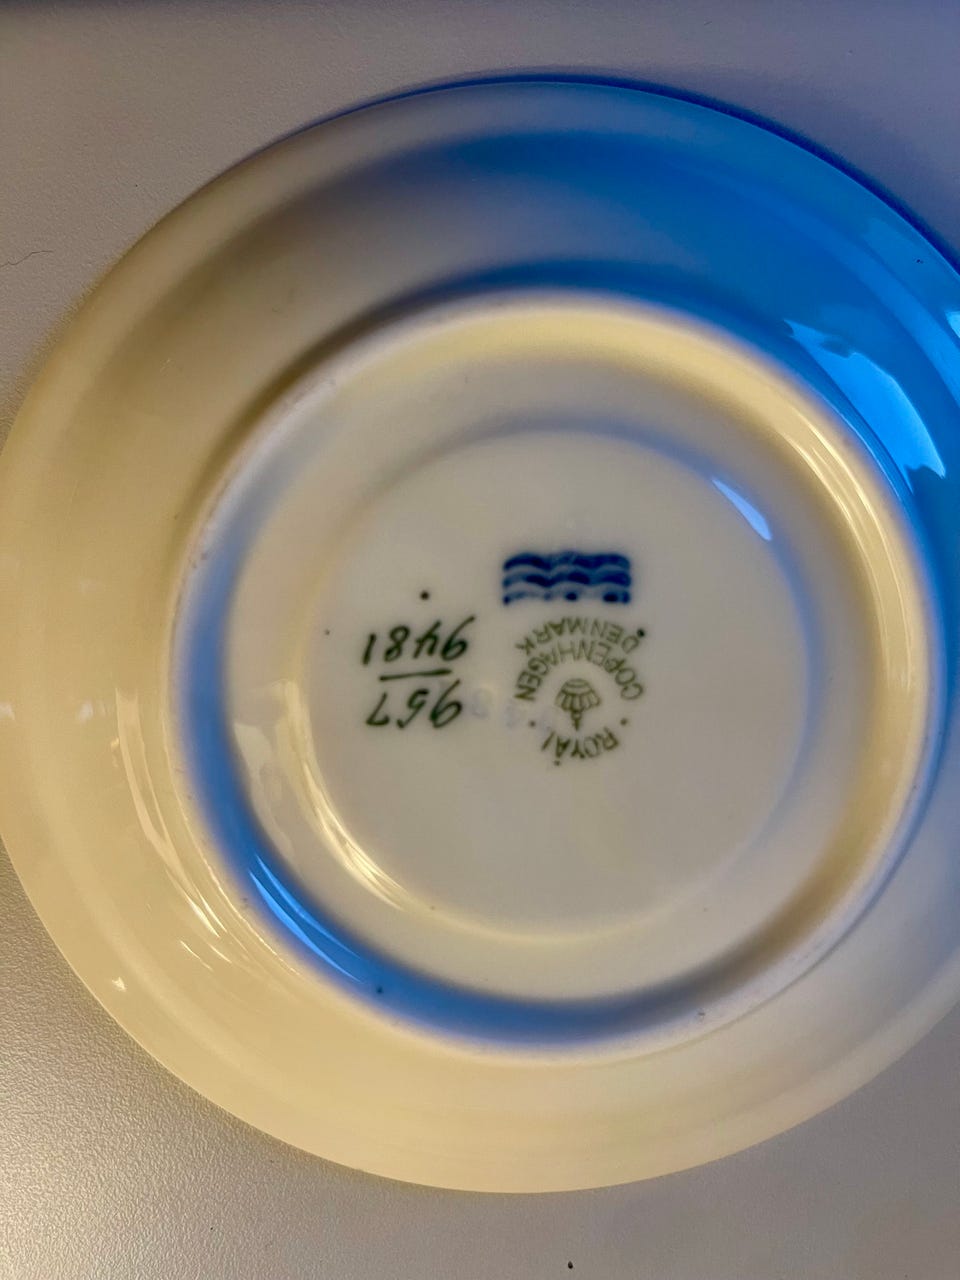 ROYAL
COPENHAGEN
DENMARK
957
9481